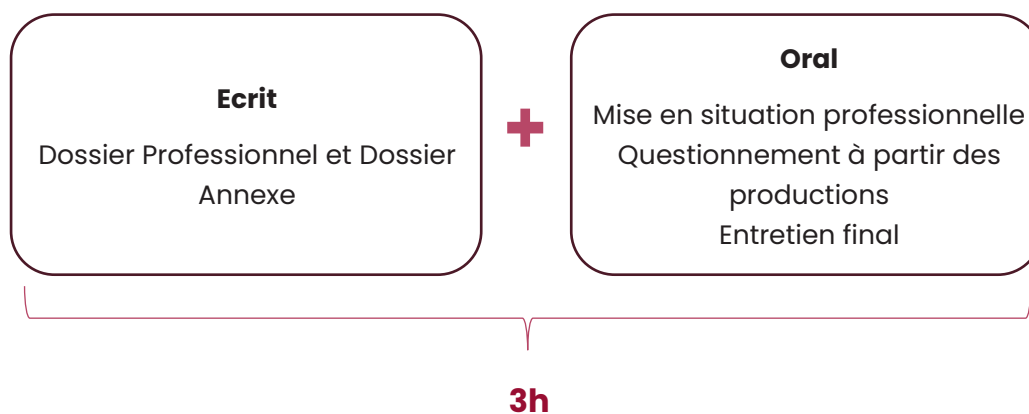 Ecrit
Dossier Professionnel et Dossier
Annexe
+
Oral
Mise en situation professionnelle
Questionnement à partir des
productions
Entretien final
3h